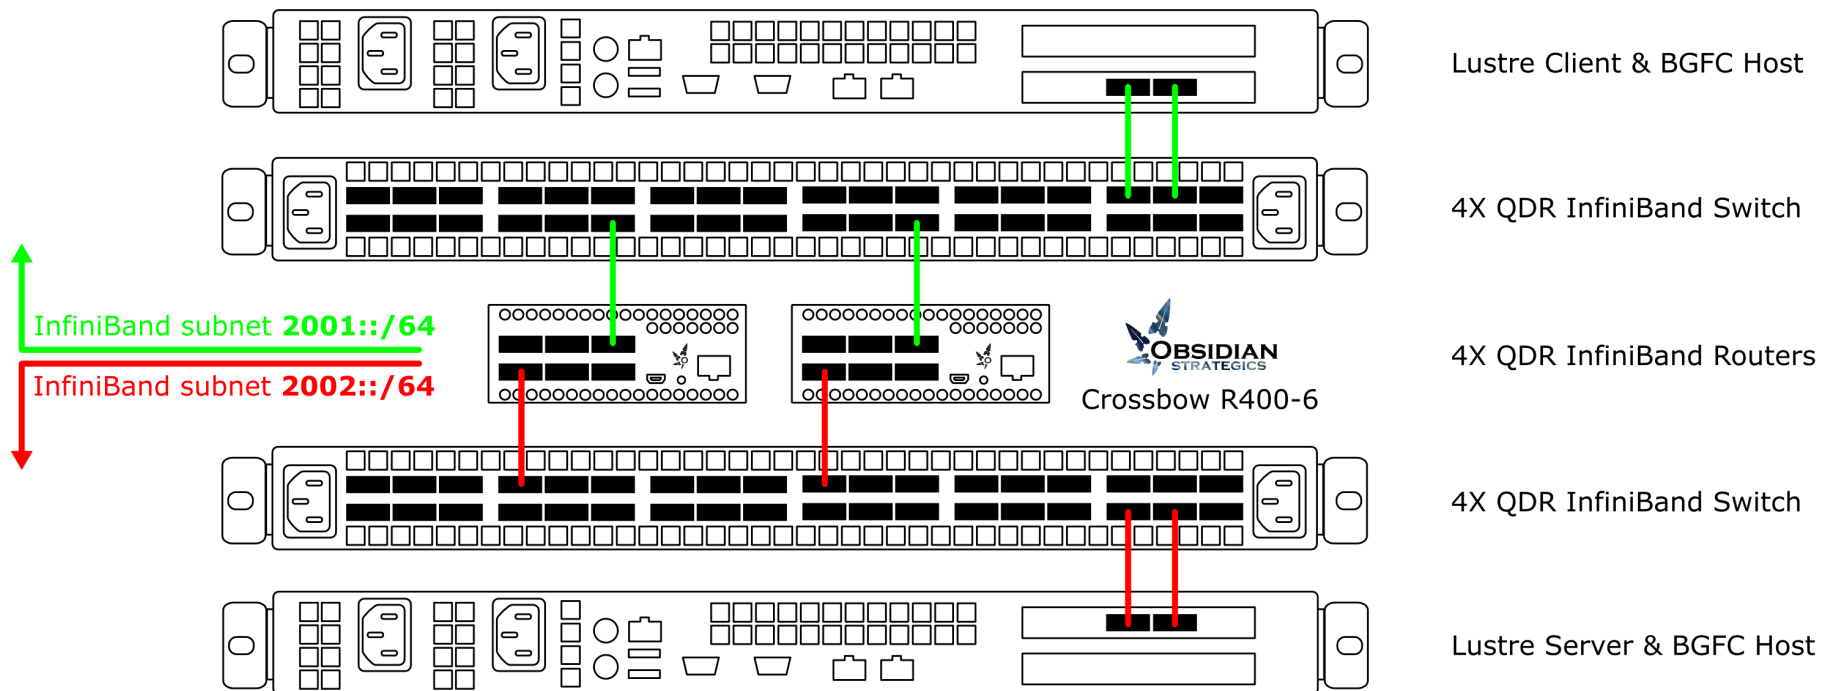 Lustre Client & BGFC Host
4X QDR InfiniBand Switch
InfiniBand subnet 2001::/64
InfiniBand subnet 2002::/64
OBSIDIAN
STRATEGICS
Crossbow R400-6
4X QDR InfiniBand Routers
4X QDR InfiniBand Switch
Lustre Server & BGFC Host